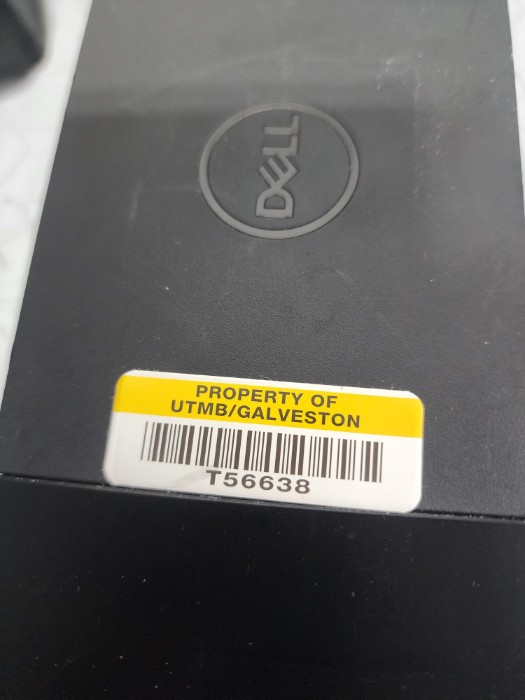 DELL
PROPERTY OF
UTMB/GALVESTON
T56638